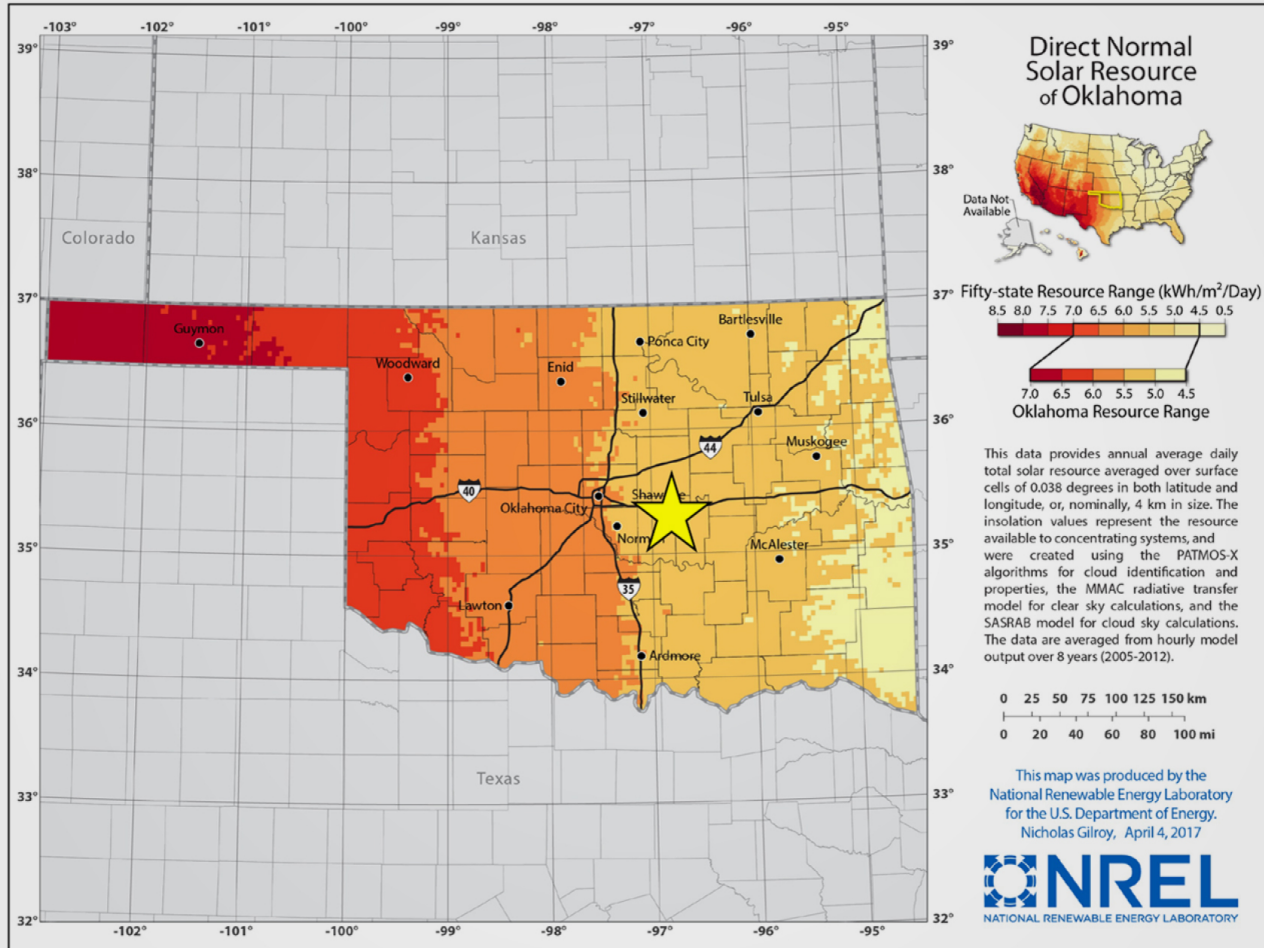 -103° -102° -101° -100° -99° -98° -97° -96° -95°
39° 39°
38° 38°
37° 37°
36° 36°
35° 35°
34° 34°
33° 33°
32° 32°
-102° -101° -100° -99° -98° -97° -96° -95°
Colorado
Kansas
Texas
Guymon
Woodward
Enid
Ponca City
Bartlesville
Stillwater
Tulsa
Muskogee
44
40
Oklahoma City
McAlester
35
Lawton
Ardmore
Direct Normal
Solar Resource
of Oklahoma
Data Not
Available
Fifty-state Resource Range (kWh/m²/Day)
8.5 8.0 7.5 7.0 6.5 6.0 5.5 5.0 4.5 0.5
7.0 6.5 6.0 5.5 5.0 4.5
Oklahoma Resource Range
This data provides annual average daily
total solar resource averaged over surface
cells of 0.038 degrees in both latitude and
longitude, or, nominally, 4 km in size. The
insolation values represent the resource
available to concentrating systems, and
were created using the PATMOS-X
algorithms for cloud identification and
properties, the MMAC radiative transfer
model for clear sky calculations, and the
SASRAB model for cloud sky calculations.
The data are averaged from hourly model
output over 8 years (2005-2012).
0 25 50 75 100 125 150 km
0 20 40 60 80 100 mi
This map was produced by the
National Renewable Energy Laboratory
for the U.S. Department of Energy.
Nicholas Gilroy, April 4, 2017
NREL
NATIONAL RENEWABLE ENERGY LABORATORY